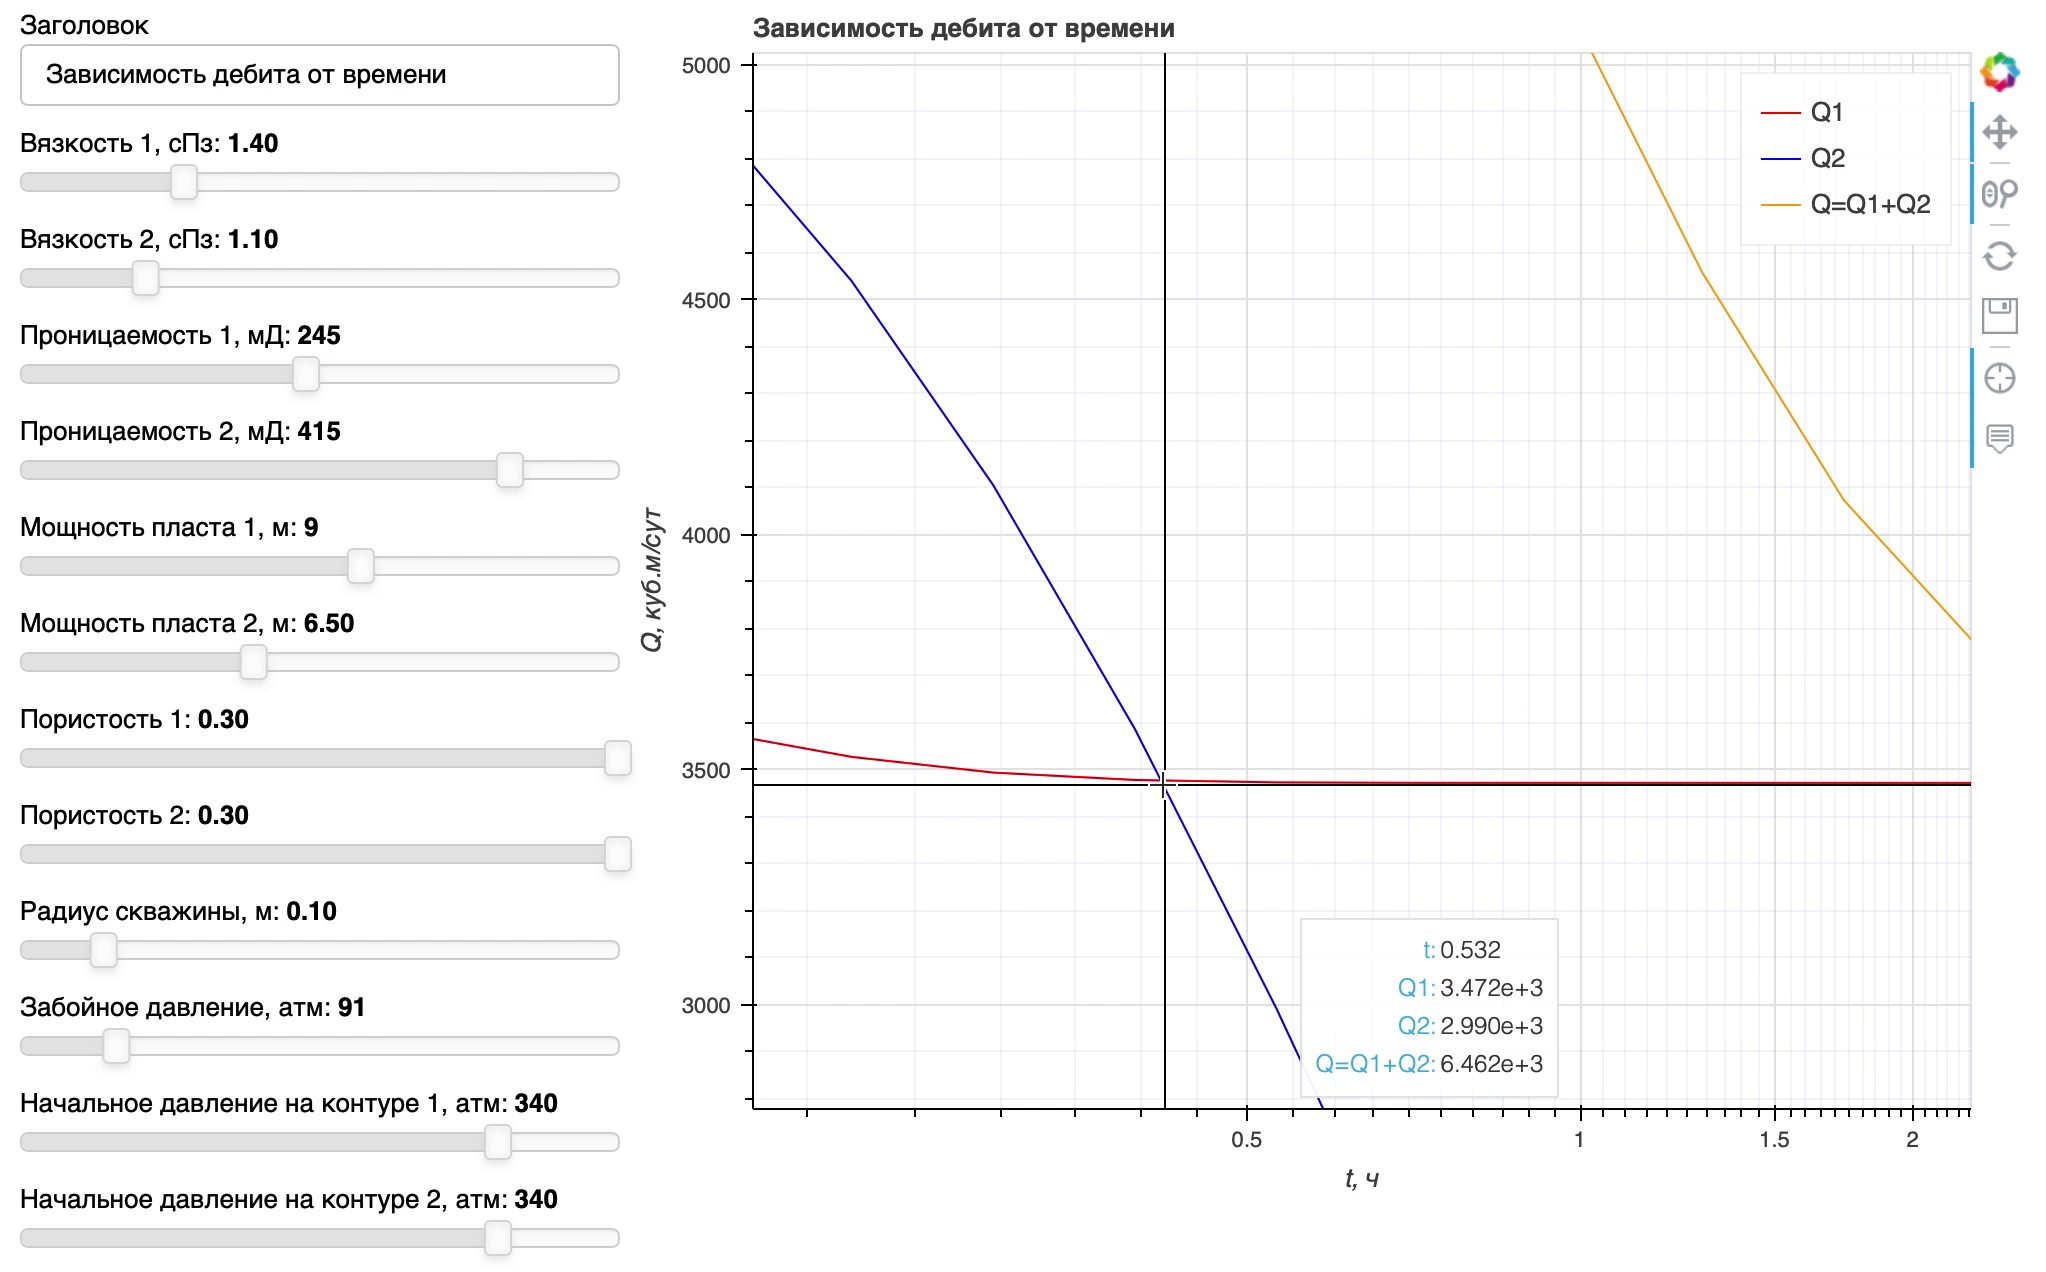 Заголовок
Зависимость дебита от времени
Вязкость 1, сПз: 1.40
Вязкость 2, сПз: 1.10
Проницаемость 1, мД: 245
Проницаемость 2, мД: 415
Мощность пласта 1, м: 9
Мощность пласта 2, м: 6.50
Пористость 1: 0.30
Пористость 2: 0.30
Радиус скважины, м: 0.10
Забойное давление, атм: 91
Начальное давление на контуре 1, атм: 340
Начальное давление на контуре 2, атм: 340
Зависимость дебита от времени
Q, куб.м/сут
5000
4500
4000
3500
3000
Q1
Q2
Q=Q1+Q2
t: 0.532
Q1: 3.472e+3
Q2: 2.990e+3
Q=Q1+Q2: 6.462e+3
0.5 1 1.5 2
t, ч